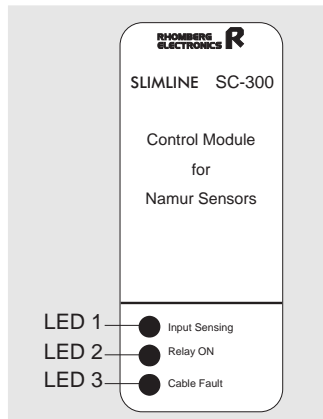 RHOMBERG
ELECTRONICS R
SLIMLINE SC-300
Control Module
for
Namur Sensors
LED 1 Input Sensing
LED 2 Relay ON
LED 3 Cable Fault